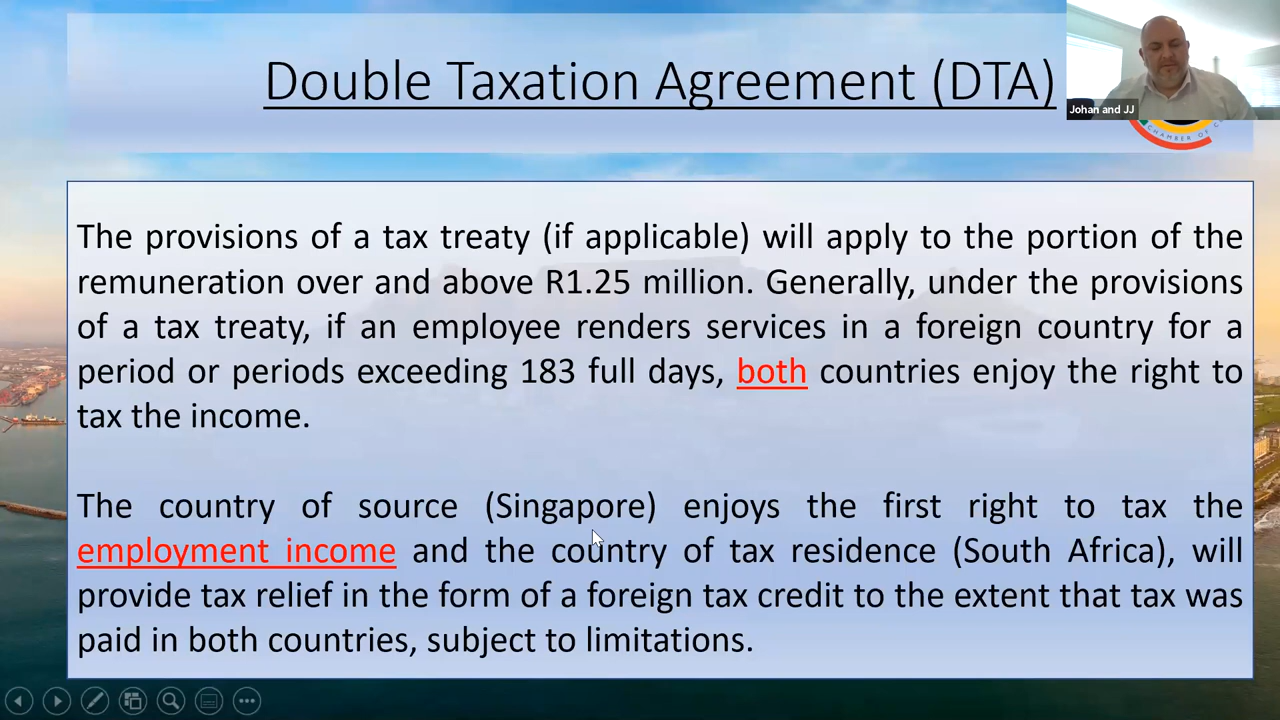 Double Taxation Agreement (DTA)
Johan and JJ
CHAMBER OF C
The provisions of a tax treaty (if applicable) will apply to the portion of the
remuneration over and above R1.25 million. Generally, under the provisions
of a tax treaty, if an employee renders services in a foreign country for a
period or periods exceeding 183 full days, both countries enjoy the right to
tax the income.
The country of source (Singapore) enjoys the first right to tax the
employment income and the country of tax residence (South Africa), will
provide tax relief in the form of a foreign tax credit to the extent that tax was
paid in both countries, subject to limitations.